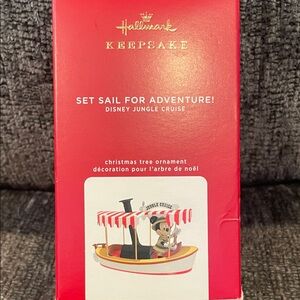 Hallmark
KEEPSAKE
SET SAIL FOR ADVENTURE!
DISNEY JUNGLE CRUISE
christmas tree ornament
décoration pour l'arbre de noël
JUNGLE CRUISE